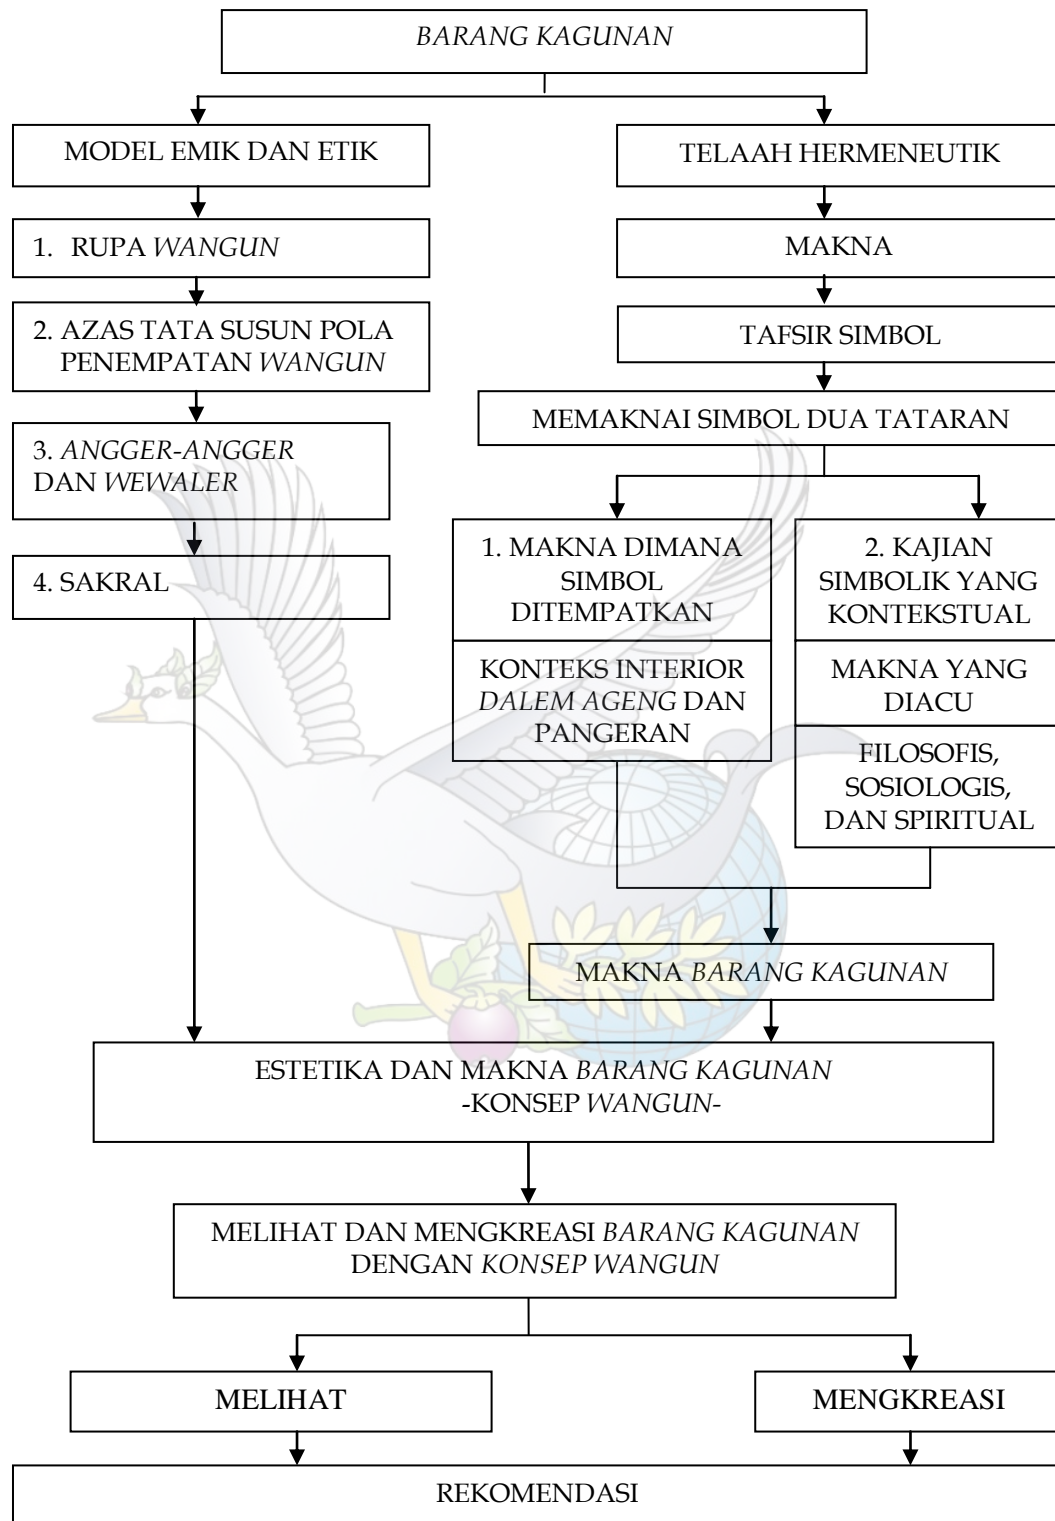 BARANG KAGUNAN
MODEL EMIK DAN ETIK
TELAAH HERMENEUTIK
1. RUPA WANGUN
MAKNA
2. AZAS TATA SUSUN POLA
PENEMPATAN WANGUN
TAFSIR SIMBOL
MEMAKNAI SIMBOL DUA TATARAN
3. ANGGER-ANGGER
DAN WEWALER
4. SAKRAL
1. MAKNA DIMANA
SIMBOL
DITEMPATKAN
KONTEKS INTERIOR
DALEM AGENG DAN
PANGERAN
2. KAJIAN
SIMBOLIK YANG
KONTEKSTUAL
MAKNA YANG
DIACU
FILOSOFIS,
SOSIOLOGIS,
DAN SPIRITUAL
MAKNA BARANG KAGUNAN
ESTETIKA DAN MAKNA BARANG KAGUNAN
-KONSEP WANGUN-
MELIHAT DAN MENGKREASI BARANG KAGUNAN
DENGAN KONSEP WANGUN
MELIHAT
MENGKREASI
REKOMENDASI